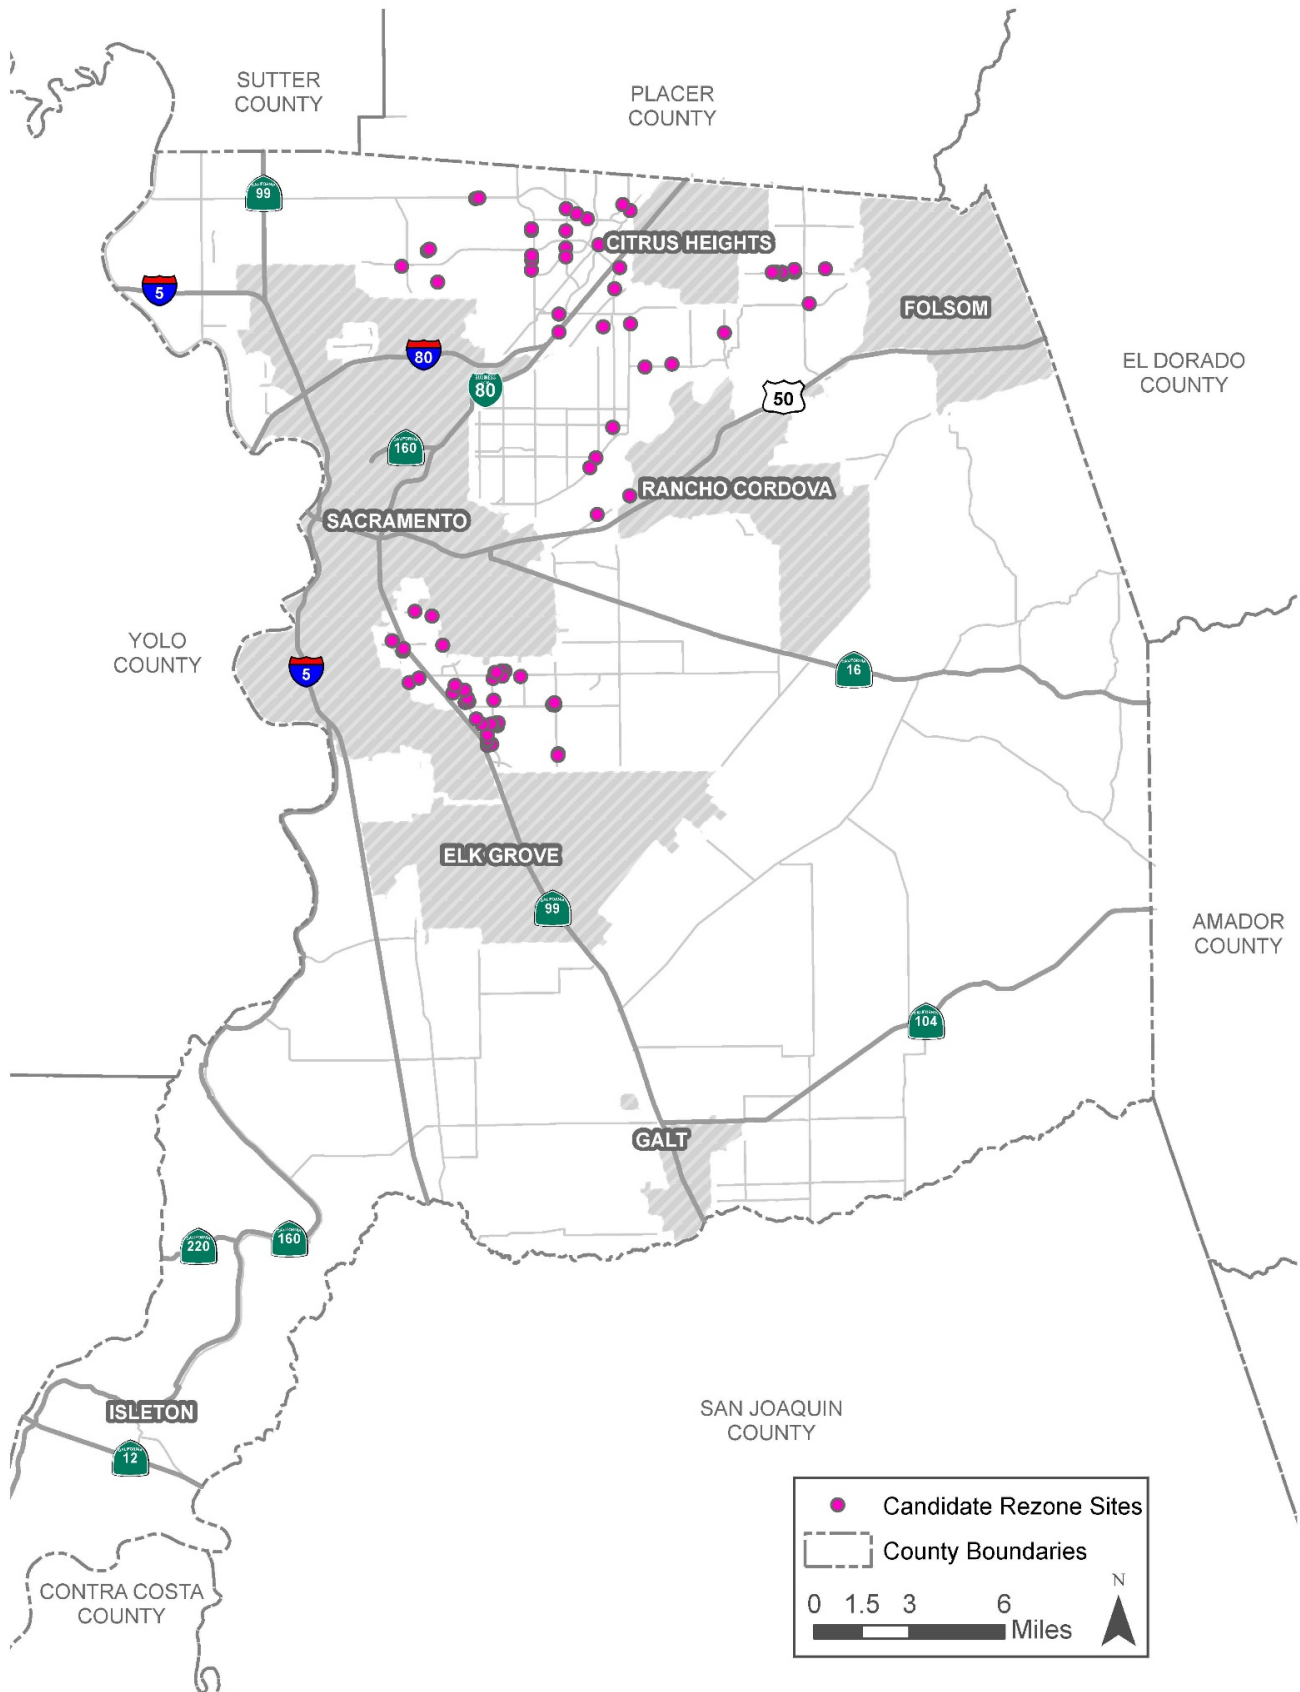 SUTTER
COUNTY
PLACER
COUNTY
99
CITRUS HEIGHTS
5
FOLSOM
80
EL DORADO
COUNTY
80
50
160
RANCHO CORDOVA
SACRAMENTO
YOLO
COUNTY
5
16
ELK GROVE
99
AMADOR
COUNTY
104
GALT
220
160
ISLETON
12
SAN JOAQUIN
COUNTY
CONTRA COSTA
COUNTY
Candidate Rezone Sites
County Boundaries
N
0 1.5 3 6
Miles